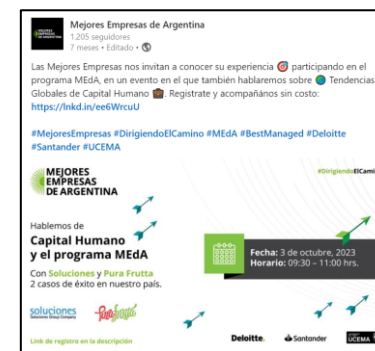 Mejores Empresas de Argentina
1.205 seguidores
7 meses • Editado •
Las Mejores Empresas nos invitan a conocer su experiencia 🎯 participando en el
programa MEdA, en un evento en el que también hablaremos sobre 🌎 Tendencias
Globales de Capital Humano 💼. Registrate y acompañanos sin costo:
https://lnkd.in/ee6WrcuU
#MejoresEmpresas #DirigiendoElCamino #MEdA #BestManaged #Deloitte
#Santander #UCEMA
MEJORES
EMPRESAS
DE ARGENTINA
#DirigiendoElCami
Hablemos de
Capital Humano
y el programa MEdA
Con Soluciones y Pura Frutta
2 casos de éxito en nuestro país.
Fecha: 3 de octubre, 2023
Horario: 09:30 – 11:00 hrs.
soluciones
Pura Frutta
Link de registro en la descripción
Deloitte.
Santander
UCEMA